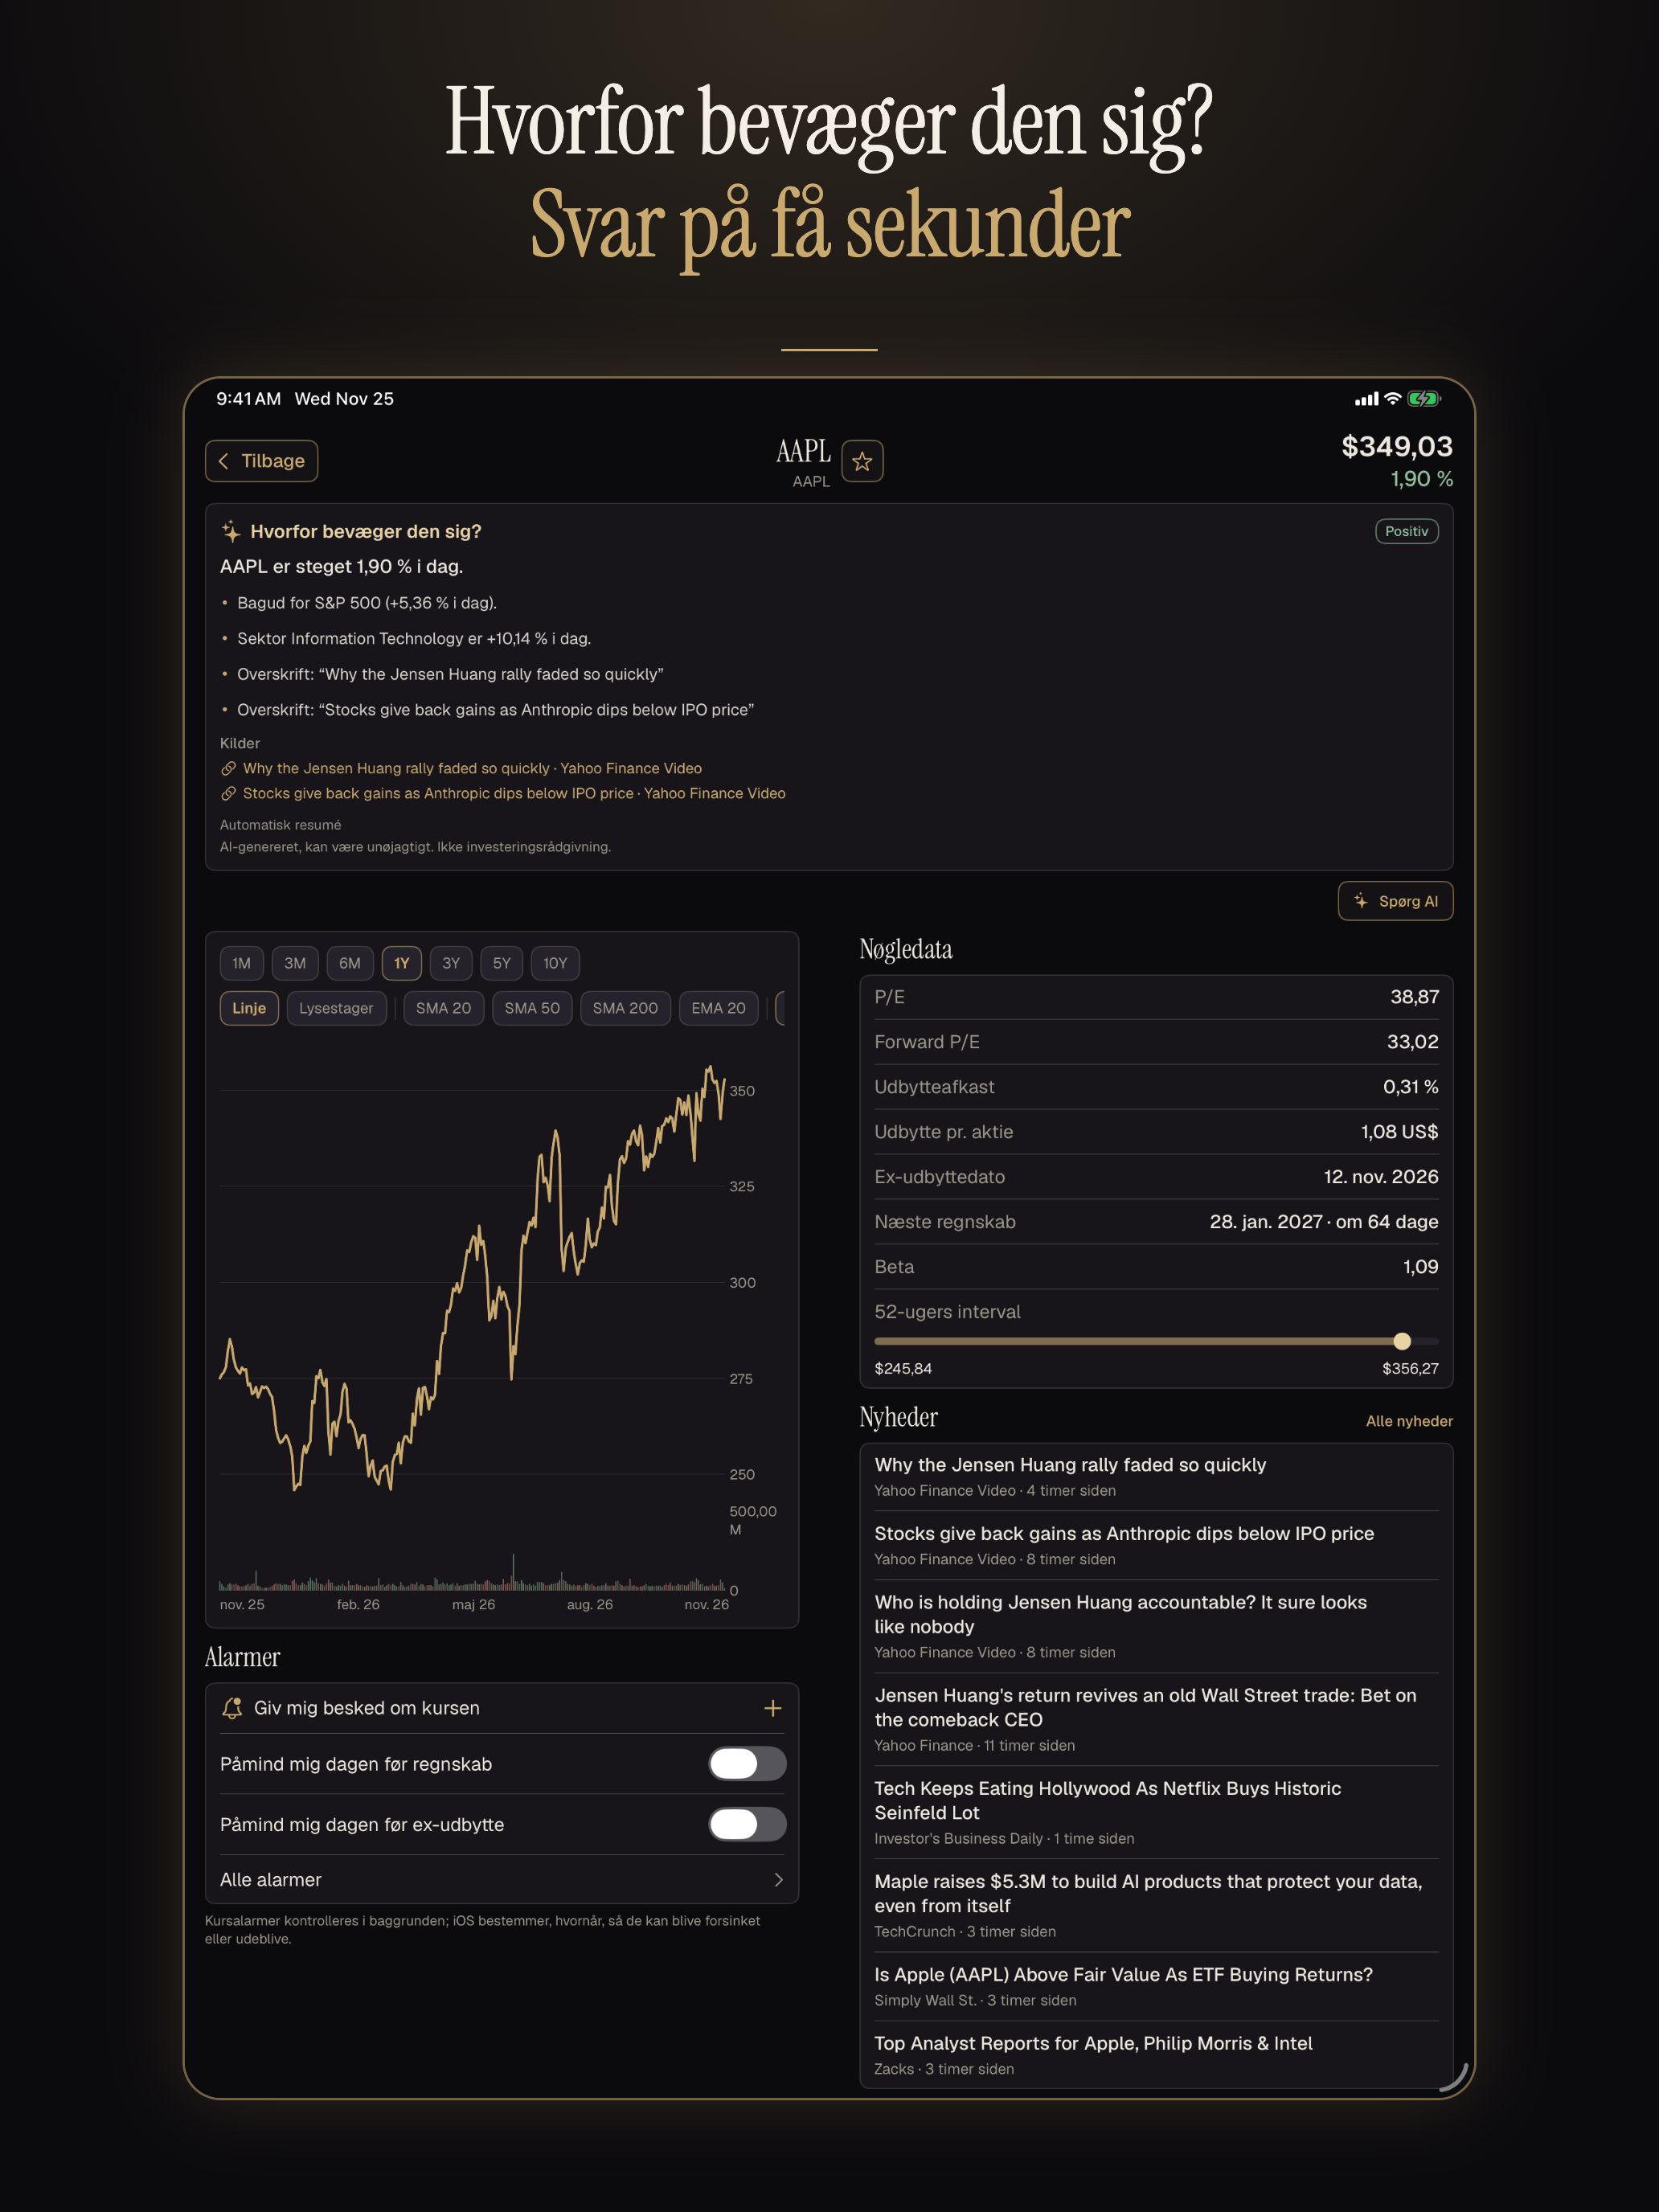 Hvorfor bevæger den sig?
Svar på få sekunder
9:41 AM Wed Nov 25
Tilbage
AAPL
AAPL
$349,03
1,90 %
Hvorfor bevæger den sig?
Positiv
AAPL er steget 1,90 % i dag.
• Bagud for S&P 500 (+5,36 % i dag).
• Sektor Information Technology er +10,14 % i dag.
• Overskrift: “Why the Jensen Huang rally faded so quickly”
• Overskrift: “Stocks give back gains as Anthropic dips below IPO price”
Kilder
Why the Jensen Huang rally faded so quickly · Yahoo Finance Video
Stocks give back gains as Anthropic dips below IPO price · Yahoo Finance Video
Automatisk resumé
AI-genereret, kan være unøjagtigt. Ikke investeringsrådgivning.
Spørg AI
1M 3M 6M 1Y 3Y 5Y 10Y
Linje Lysestager SMA 20 SMA 50 SMA 200 EMA 20
350
325
300
275
250
500,00
M
0
nov. 25 feb. 26 maj 26 aug. 26 nov. 26
Alarmer
Giv mig besked om kursen
Påmind mig dagen før regnskab
Påmind mig dagen før ex-udbytte
Alle alarmer
Kursalarmer kontrolleres i baggrunden; iOS bestemmer, hvornår, så de kan blive forsinket
eller udeblive.
Nøgledata
P/E 38,87
Forward P/E 33,02
Udbytteafkast 0,31 %
Udbytte pr. aktie 1,08 US$
Ex-udbyttedato 12. nov. 2026
Næste regnskab 28. jan. 2027 · om 64 dage
Beta 1,09
52-ugers interval
$245,84 $356,27
Nyheder Alle nyheder
Why the Jensen Huang rally faded so quickly
Yahoo Finance Video · 4 timer siden
Stocks give back gains as Anthropic dips below IPO price
Yahoo Finance Video · 8 timer siden
Who is holding Jensen Huang accountable? It sure looks
like nobody
Yahoo Finance Video · 8 timer siden
Jensen Huang's return revives an old Wall Street trade: Bet on
the comeback CEO
Yahoo Finance · 11 timer siden
Tech Keeps Eating Hollywood As Netflix Buys Historic
Seinfeld Lot
Investor's Business Daily · 1 time siden
Maple raises $5.3M to build AI products that protect your data,
even from itself
TechCrunch · 3 timer siden
Is Apple (AAPL) Above Fair Value As ETF Buying Returns?
Simply Wall St. · 3 timer siden
Top Analyst Reports for Apple, Philip Morris & Intel
Zacks · 3 timer siden